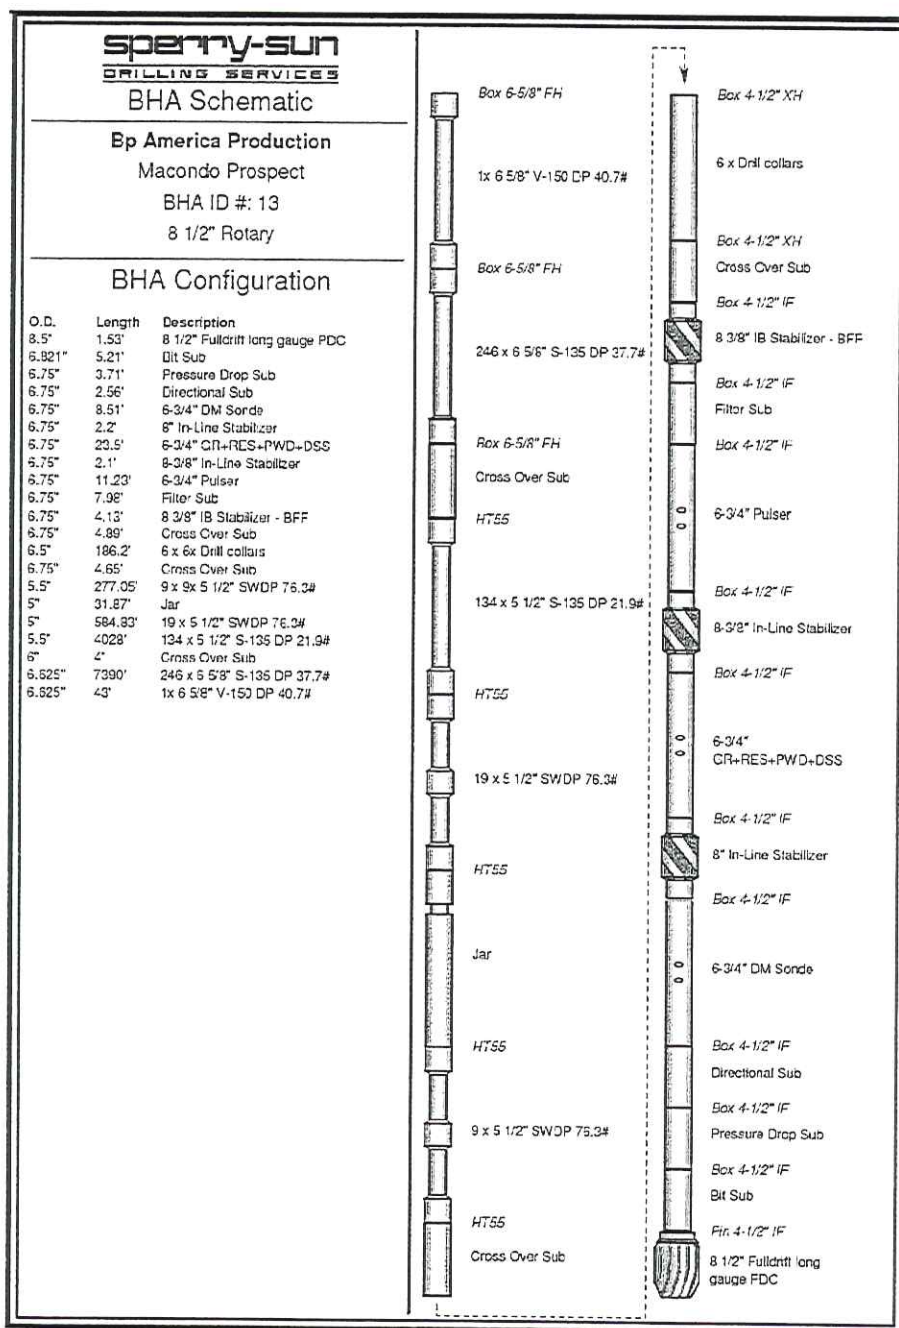 sperry-sun
DRILLING SERVICES
BHA Schematic
Bp America Production
Macondo Prospect
BHA ID #: 13
8 1/2" Rotary
BHA Configuration
O.D. Length Description
8.5" 1.53' 8 1/2" Fulldrift long gauge PDC
6.821" 5.21' Bit Sub
6.75" 3.71' Pressure Drop Sub
6.75" 2.56' Directional Sub
6.75" 8.51' 6-3/4" DM Sonde
6.75" 2.2' 8" In-Line Stabilizer
6.75" 23.5' 6-3/4" GR+RES+PWD+DSS
6.75" 2.1' 8-3/8" In-Line Stabilizer
6.75" 11.23' 6-3/4" Pulser
6.75" 7.98' Filter Sub
6.75" 4.13' 8 3/8" IB Stabilizer - BFF
6.75" 4.89' Cross Over Sub
6.5" 186.2' 6 x 6x Drill collars
6.75" 4.65' Cross Over Sub
5.5" 277.05' 9 x 9x 5 1/2" SWDP 76.3#
5" 31.87' Jar
5" 584.83' 19 x 5 1/2" SWDP 76.3#
5.5" 4028' 134 x 5 1/2" S-135 DP 21.9#
6" 4' Cross Over Sub
6.625" 7390' 246 x 6 5/8" S-135 DP 37.7#
6.625" 43' 1x 6 5/8" V-150 DP 40.7#
Box 6-5/8" FH
1x 6 5/8" V-150 DP 40.7#
Box 6-5/8" FH
246 x 6 5/8" S-135 DP 37.7#
Box 6-5/8" FH
Cross Over Sub
HT55
134 x 5 1/2" S-135 DP 21.9#
HT55
19 x 5 1/2" SWDP 76.3#
HT55
Jar
HT55
9 x 5 1/2" SWDP 76.3#
HT55
Cross Over Sub
Box 4-1/2" XH
6 x Drill collars
Box 4-1/2" XH
Cross Over Sub
Box 4-1/2" IF
8 3/8" IB Stabilizer - BFF
Box 4-1/2" IF
Filter Sub
Box 4-1/2" IF
6-3/4" Pulser
Box 4-1/2" IF
8-3/8" In-Line Stabilizer
Box 4-1/2" IF
6-3/4"
GR+RES+PWD+DSS
Box 4-1/2" IF
8" In-Line Stabilizer
Box 4-1/2" IF
6-3/4" DM Sonde
Box 4-1/2" IF
Directional Sub
Box 4-1/2" IF
Pressure Drop Sub
Box 4-1/2" IF
Bit Sub
Pin 4-1/2" IF
8 1/2" Fulldrift long
gauge PDC